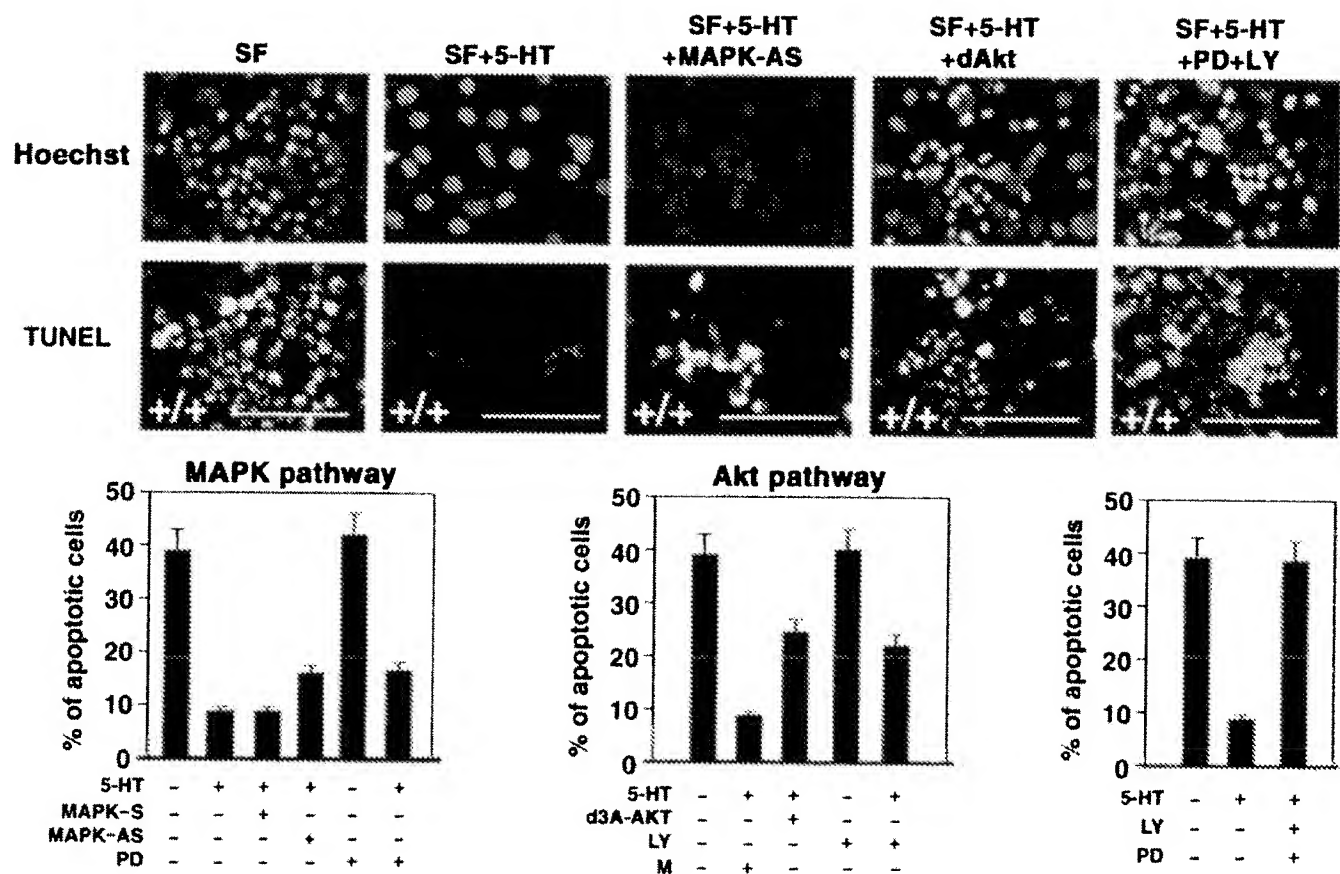 SF
SF+5-HT
SF+5-HT
+MAPK-AS
SF+5-HT
+dAkt
SF+5-HT
+PD+LY
Hoechst
TUNEL
+/+
+/+
+/+
+/+
+/+
MAPK pathway
% of apoptotic cells
50
40
30
20
10
0
5-HT - + + + - +
MAPK-S - - + - - -
MAPK-AS - - - + - -
PD - - - - + +
Akt pathway
% of apoptotic cells
50
40
30
20
10
0
5-HT - + + - +
d3A-AKT - - + - -
LY - - - + +
M - + - - -
% of apoptotic cells
50
40
30
20
10
0
5-HT - + +
LY - - +
PD - - +